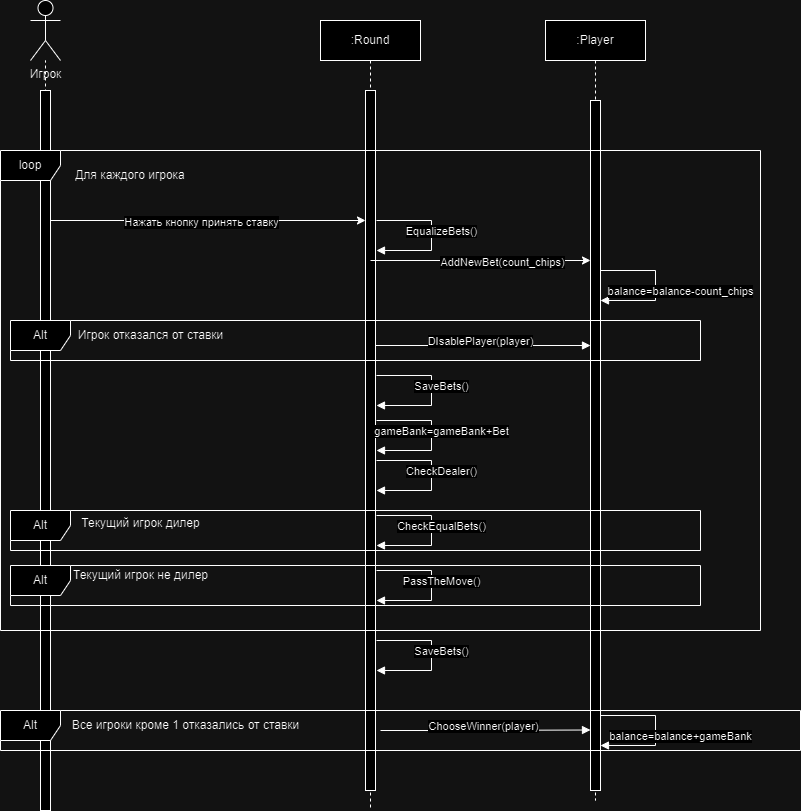 :Round
:Player
Игрок
loop
Для каждого игрока
Нажать кнопку принять ставку
EqualizeBets()
AddNewBet(count_chips)
balance=balance-count_chips
Alt
Игрок отказался от ставки
DIsablePlayer(player)
SaveBets()
gameBank=gameBank+Bet
CheckDealer()
Alt
Текущий игрок дилер
CheckEqualBets()
Alt
Текущий игрок не дилер
PassTheMove()
SaveBets()
Alt
Все игроки кроме 1 отказались от ставки
ChooseWinner(player)
balance=balance+gameBank